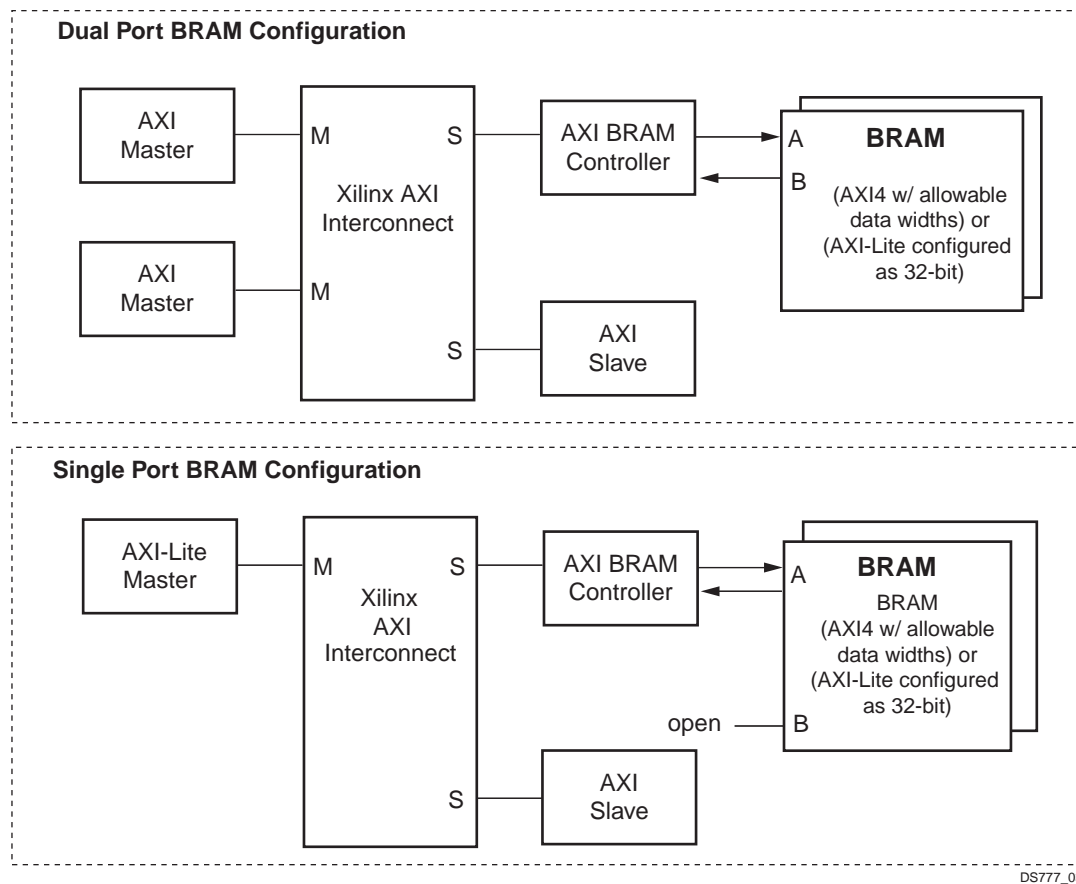 Dual Port BRAM Configuration
AXI
Master
M
S
AXI BRAM
Controller
A
BRAM
B
Xilinx AXI
Interconnect
(AXI4 w/ allowable
data widths) or
(AXI-Lite configured
as 32-bit)
AXI
Master
M
S
AXI
Slave
Single Port BRAM Configuration
AXI-Lite
Master
M
S
AXI BRAM
Controller
A
BRAM
Xilinx
AXI
Interconnect
BRAM
(AXI4 w/ allowable
data widths) or
(AXI-Lite configured
as 32-bit)
open
B
S
AXI
Slave
DS777_0